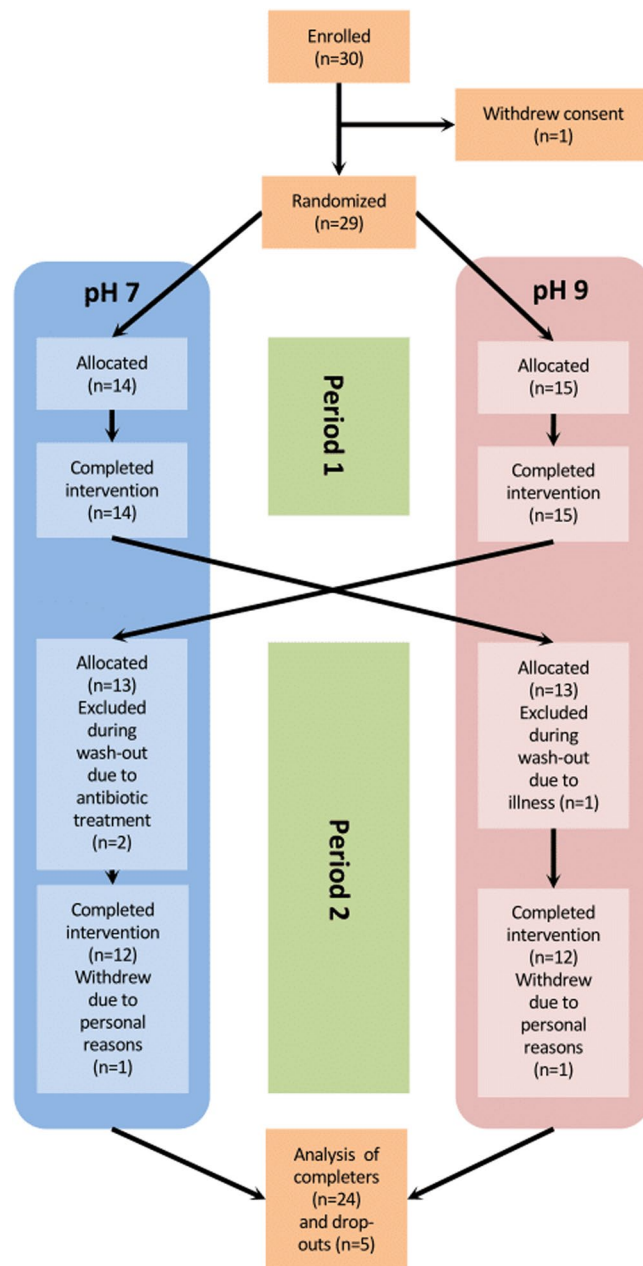 Enrolled
(n=30)
Withdrew consent
(n=1)
Randomized
(n=29)
pH 7
Allocated
(n=14)
Completed
intervention
(n=14)
Period 1
pH 9
Allocated
(n=15)
Completed
intervention
(n=15)
Allocated
(n=13)
Excluded
during
wash-out
due to
antibiotic
treatment
(n=2)
Completed
intervention
(n=12)
Withdrew
due to
personal
reasons
(n=1)
Period 2
Allocated
(n=13)
Excluded
during
wash-out
due to
illness (n=1)
Completed
intervention
(n=12)
Withdrew
due to
personal
reasons
(n=1)
Analysis of
completers
(n=24)
and drop-
outs (n=5)